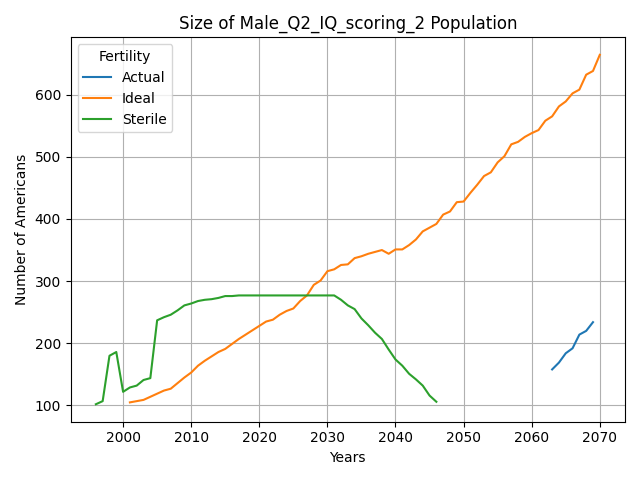 Size of Male_Q2_IQ_scoring_2 Population
Fertility
Actual
Ideal
Sterile
Number of Americans
600
500
400
300
200
100
2000
2010
2020
2030
2040
2050
2060
2070
Years